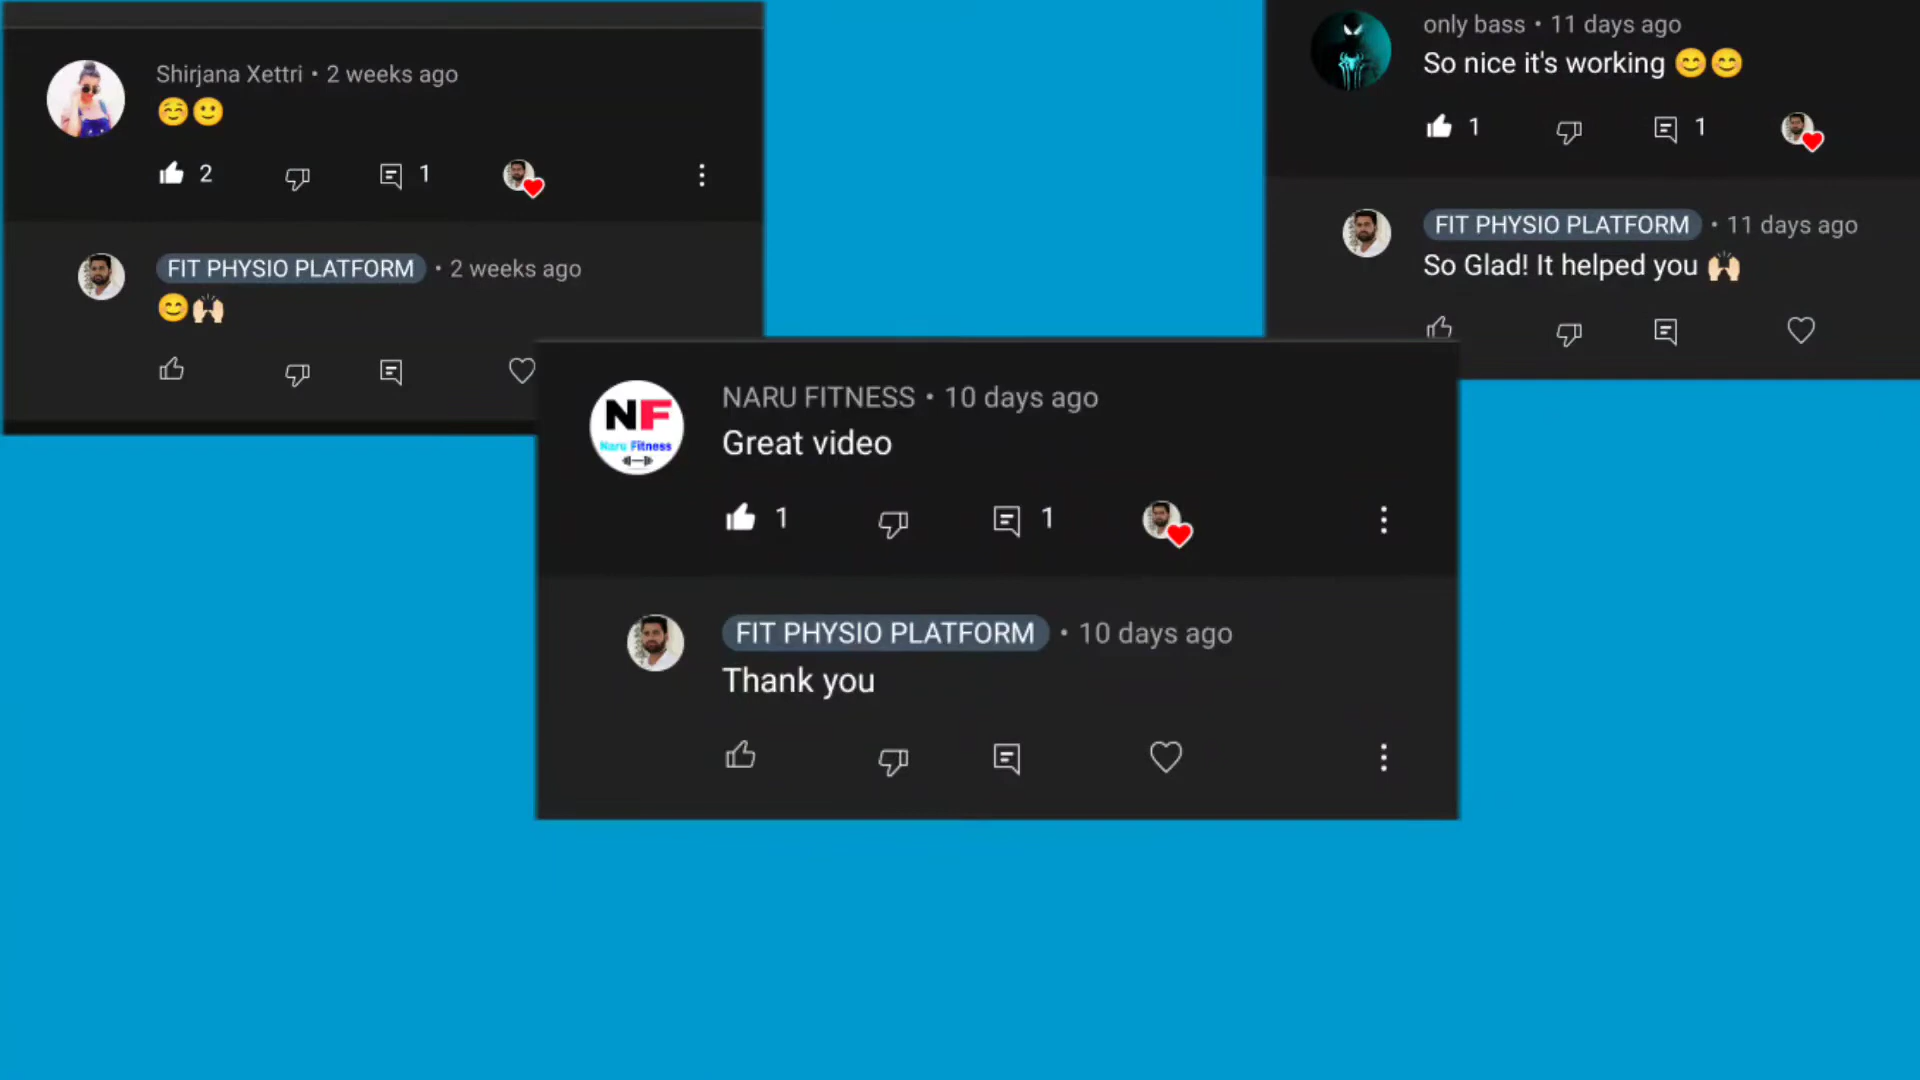 Shirjana Xettri • 2 weeks ago
☺️🙂
2
1
FIT PHYSIO PLATFORM • 2 weeks ago
😊🙌🏻
only bass • 11 days ago
So nice it's working 😊😊
1
1
FIT PHYSIO PLATFORM • 11 days ago
So Glad! It helped you 🙌🏻
NF
Naru Fitness
NARU FITNESS • 10 days ago
Great video
1
1
FIT PHYSIO PLATFORM • 10 days ago
Thank you